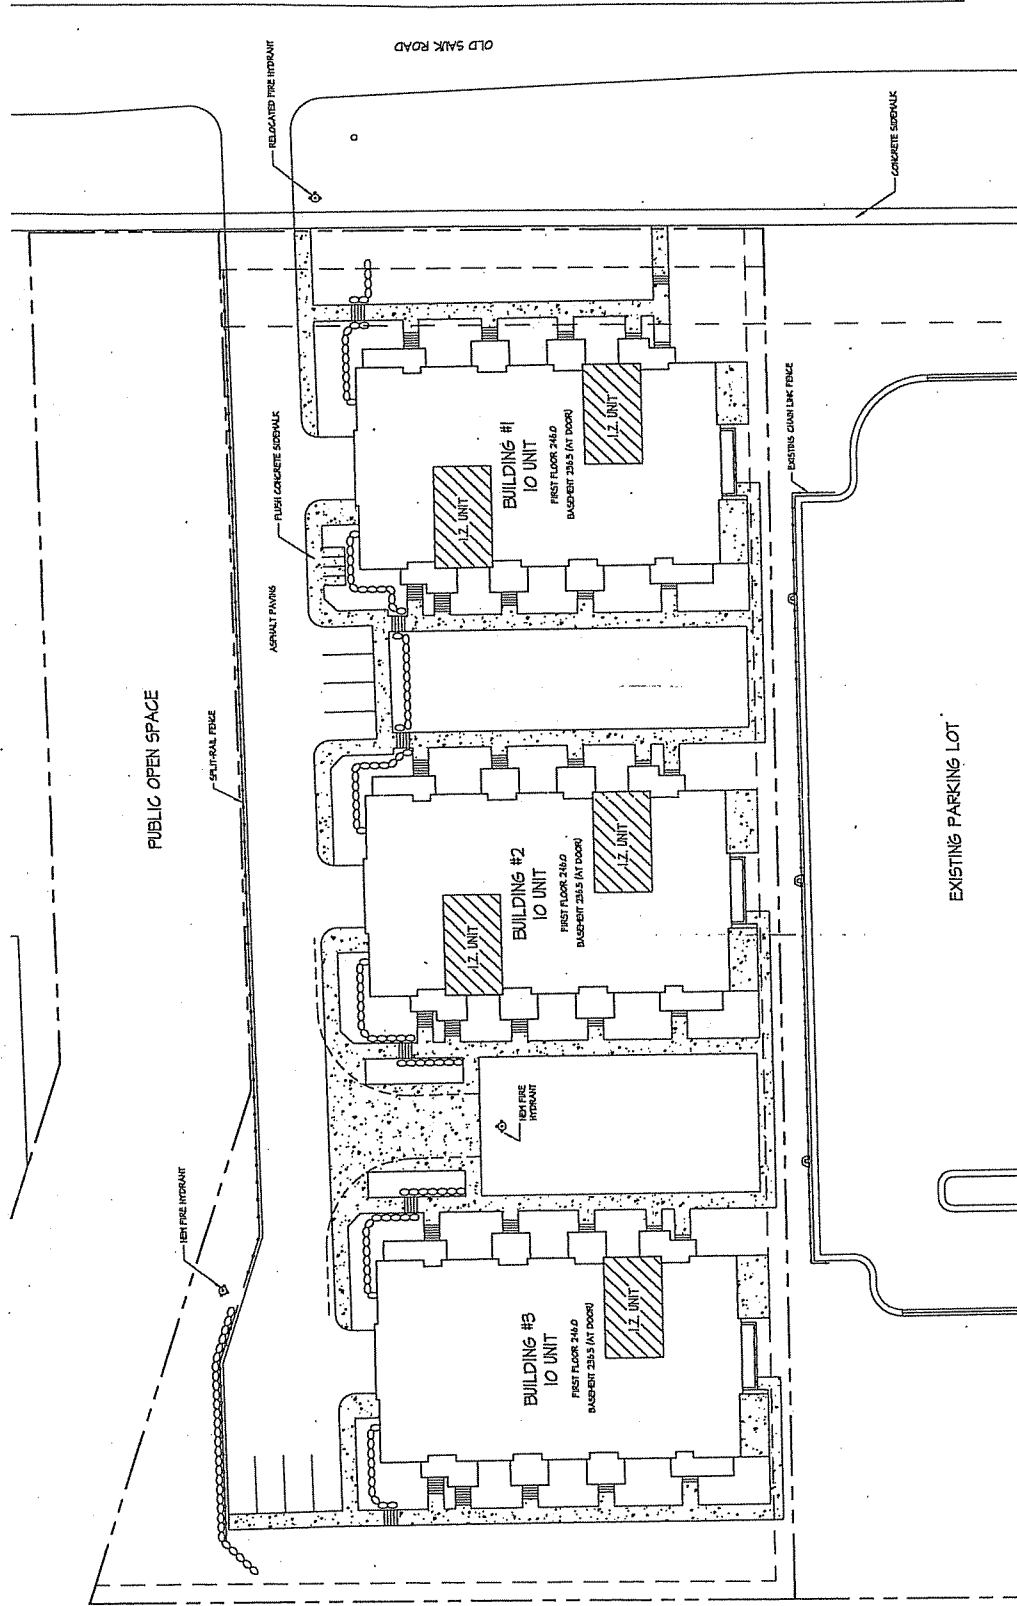 OLD SAUK ROAD
RELOCATED FIRE HYDRANT
CONCRETE SIDEWALK
FLUSH CONCRETE SIDEWALK
ASPHALT PAVING
EXISTING CHAIN LINK FENCE
BUILDING #1
10 UNIT
FIRST FLOOR 246.0
BASEMENT 236.5 (AT DOOR)
I.Z. UNIT
I.Z. UNIT
PUBLIC OPEN SPACE
SPLIT-RAIL FENCE
BUILDING #2
10 UNIT
FIRST FLOOR 246.0
BASEMENT 236.5 (AT DOOR)
I.Z. UNIT
I.Z. UNIT
EXISTING PARKING LOT
NEW FIRE
HYDRANT
NEW FIRE HYDRANT
BUILDING #3
10 UNIT
FIRST FLOOR 246.0
BASEMENT 236.5 (AT DOOR)
I.Z. UNIT